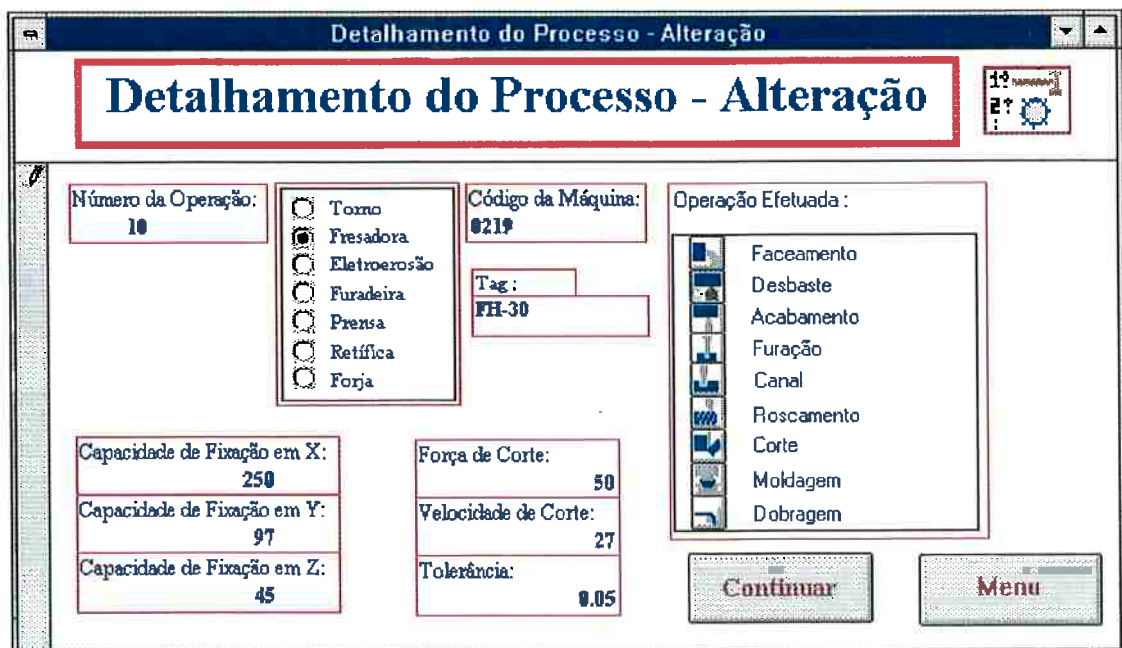 Detalhamento do Processo - Alteração
Detalhamento do Processo - Alteração
1º
2º
Número da Operação:
10
Torno
Fresadora
Eletroerosão
Furadeira
Prensa
Retífica
Forja
Código da Máquina:
0219
Tag :
FH-30
Operação Efetuada :
Faceamento
Desbaste
Acabamento
Furação
Canal
Roscamento
Corte
Moldagem
Dobragem
Capacidade de Fixação em X:
250
Capacidade de Fixação em Y:
97
Capacidade de Fixação em Z:
45
Força de Corte:
50
Velocidade de Corte:
27
Tolerância:
0.05
Continuar
Menu